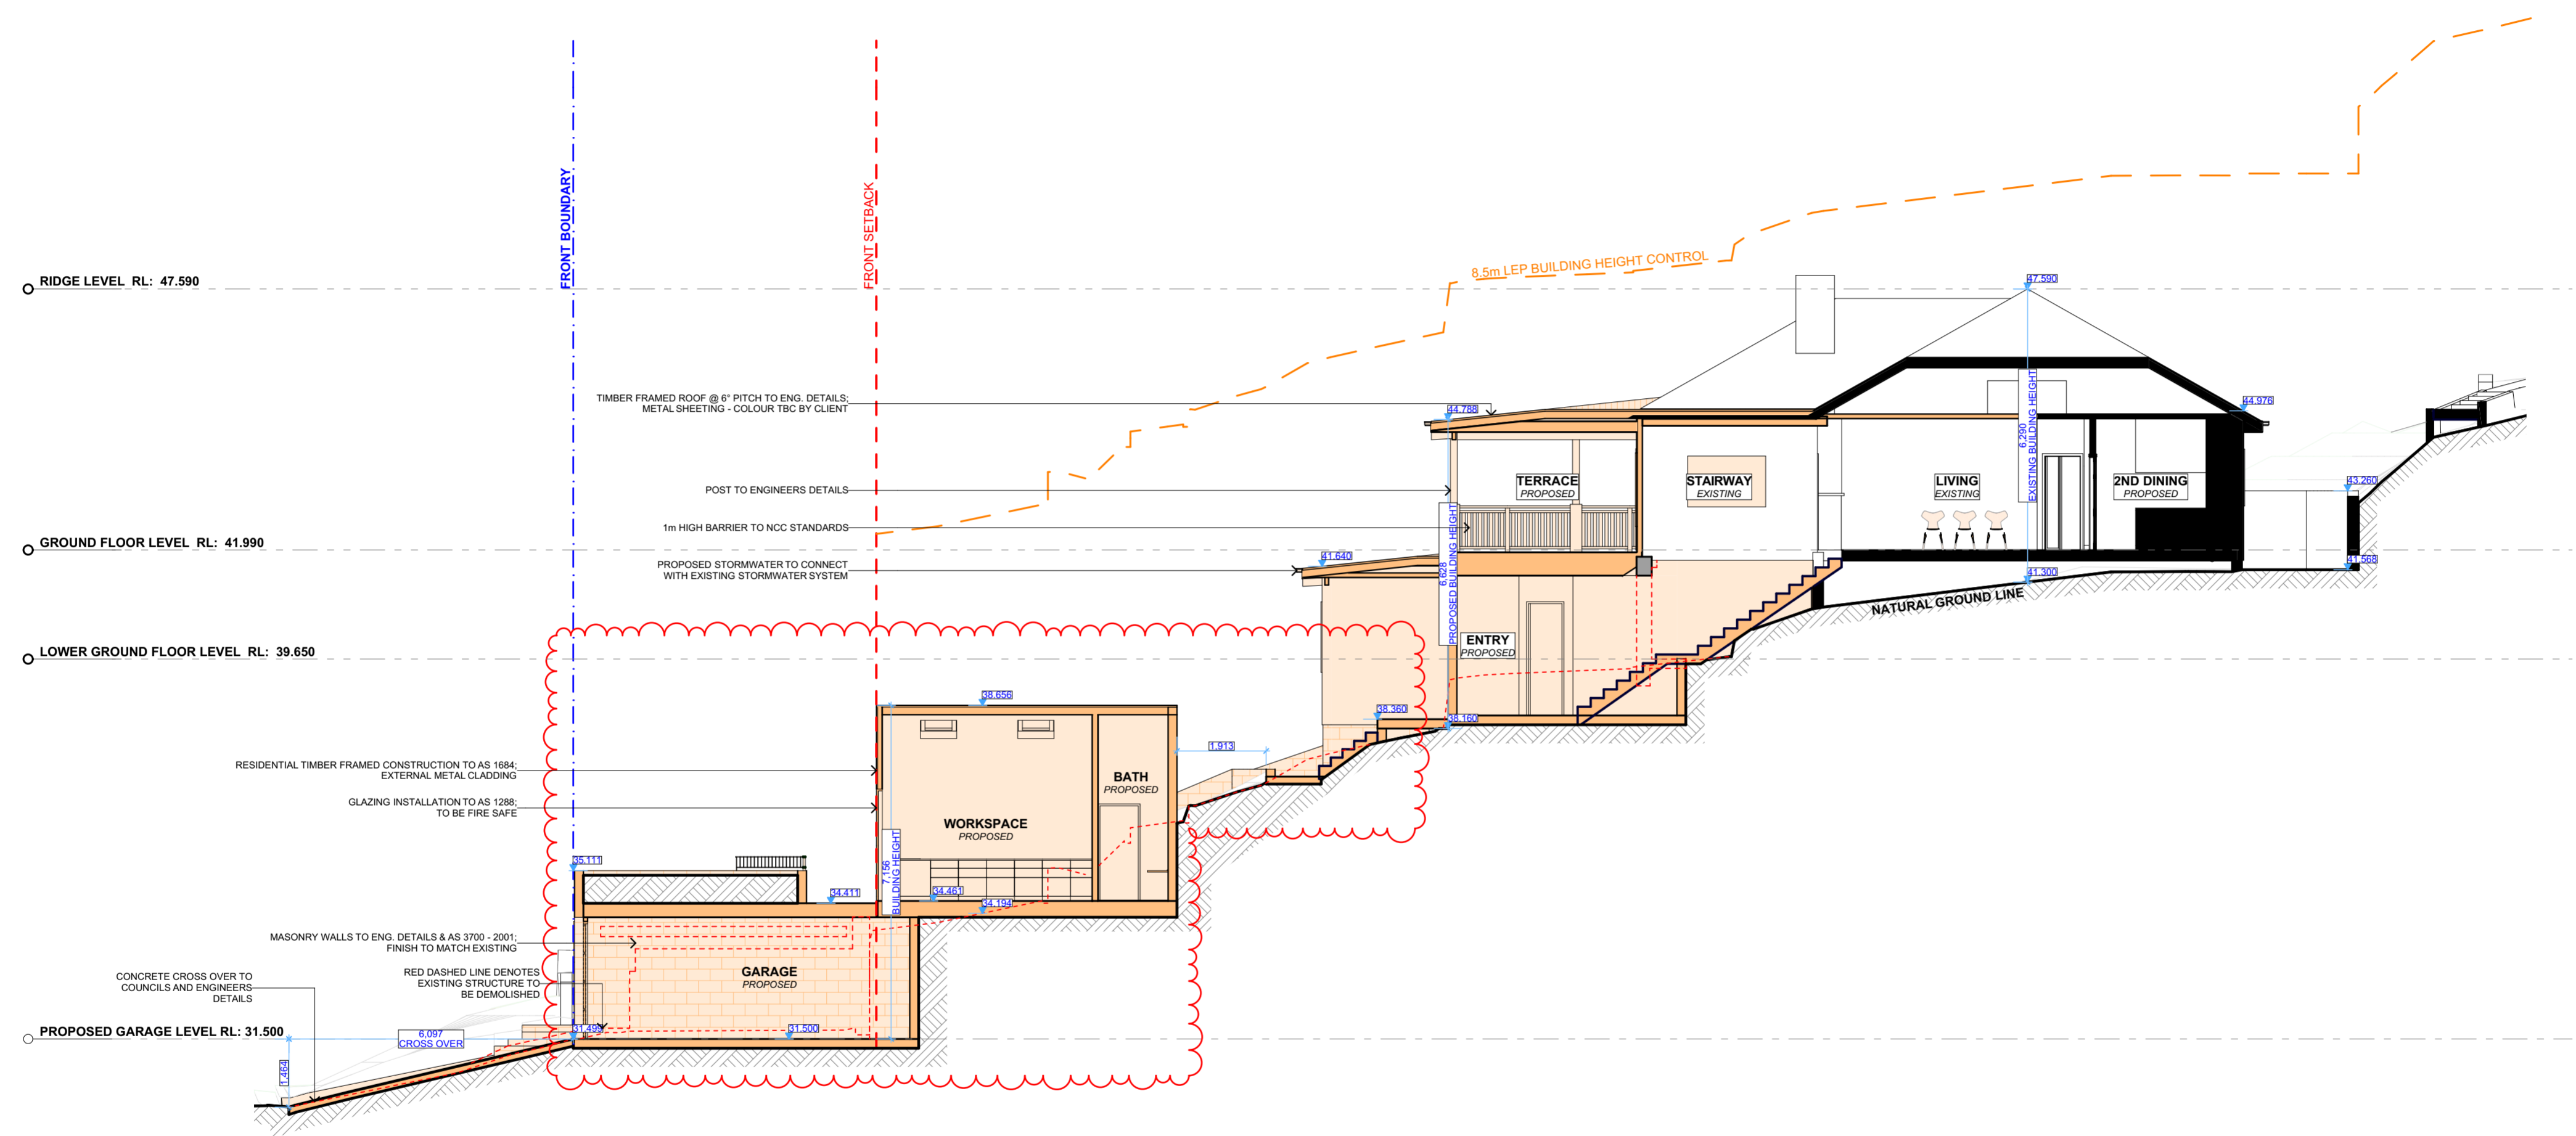 FRONT BOUNDARY
FRONT SETBACK
8.5m LEP BUILDING HEIGHT CONTROL
RIDGE LEVEL RL: 47.590
47.590
TIMBER FRAMED ROOF @ 6° PITCH TO ENG. DETAILS;
METAL SHEETING - COLOUR TBC BY CLIENT
44.788
44.976
6,290
EXISTING BUILDING HEIGHT
POST TO ENGINEERS DETAILS
TERRACE
PROPOSED
STAIRWAY
EXISTING
LIVING
EXISTING
2ND DINING
PROPOSED
43.260
1m HIGH BARRIER TO NCC STANDARDS
GROUND FLOOR LEVEL RL: 41.990
41.640
41.568
PROPOSED STORMWATER TO CONNECT
WITH EXISTING STORMWATER SYSTEM
6,628
PROPOSED BUILDING HEIGHT
41.300
NATURAL GROUND LINE
ENTRY
PROPOSED
LOWER GROUND FLOOR LEVEL RL: 39.650
38.656
38.360
38.160
1,913
RESIDENTIAL TIMBER FRAMED CONSTRUCTION TO AS 1684;
EXTERNAL METAL CLADDING
BATH
PROPOSED
GLAZING INSTALLATION TO AS 1288;
TO BE FIRE SAFE
WORKSPACE
PROPOSED
7,156
BUILDING HEIGHT
35.111
34.411
34.461
34.194
MASONRY WALLS TO ENG. DETAILS & AS 3700 - 2001;
FINISH TO MATCH EXISTING
CONCRETE CROSS OVER TO
COUNCILS AND ENGINEERS
DETAILS
RED DASHED LINE DENOTES
EXISTING STRUCTURE TO
BE DEMOLISHED
GARAGE
PROPOSED
PROPOSED GARAGE LEVEL RL: 31.500
31.499
31.500
6,097
CROSS OVER
1,464